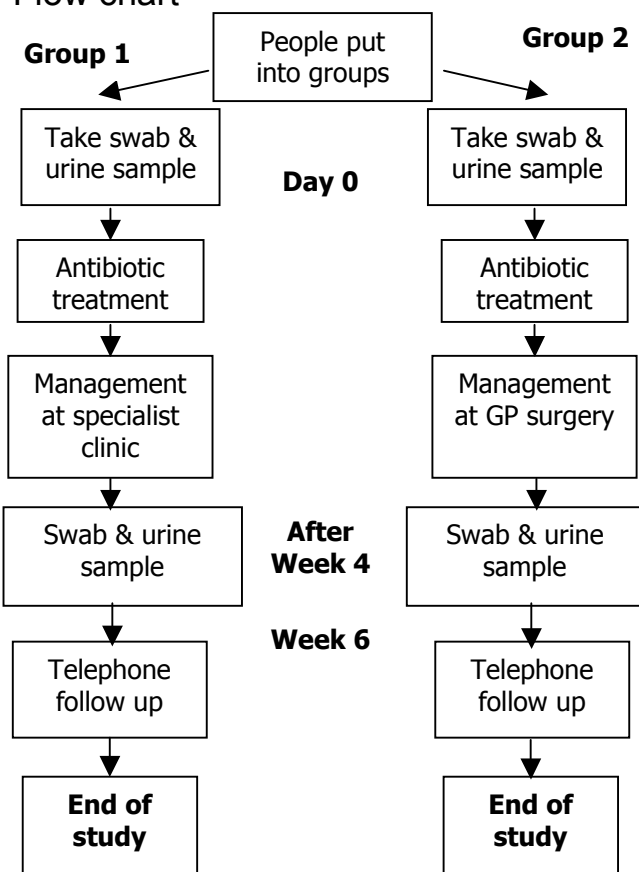 Flow chart
People put
into groups
Group 1
Group 2
Take swab &
urine sample
Day 0
Take swab &
urine sample
Antibiotic
treatment
Antibiotic
treatment
Management
at specialist
clinic
Management
at GP surgery
Swab & urine
sample
After
Week 4
Swab & urine
sample
Week 6
Telephone
follow up
Telephone
follow up
End of
study
End of
study